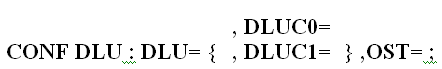 , DLUC0=
CONF DLU : DLU= { , DLUC1= } ,OST= ;